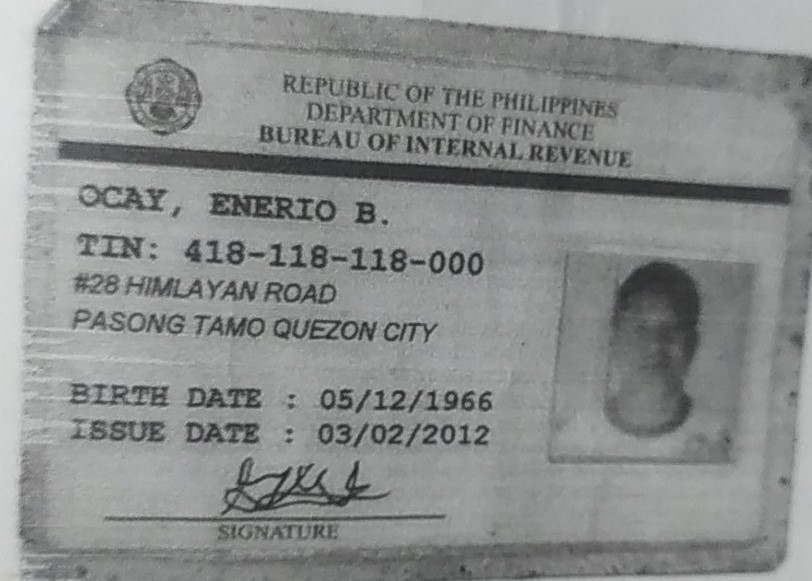 REPUBLIC OF THE PHILIPPINES
DEPARTMENT OF FINANCE
BUREAU OF INTERNAL REVENUE
OCAY, ENERIO B.
TIN: 418-118-118-000
#28 HIMLAYAN ROAD
PASONG TAMO QUEZON CITY
BIRTH DATE : 05/12/1966
ISSUE DATE : 03/02/2012
SIGNATURE